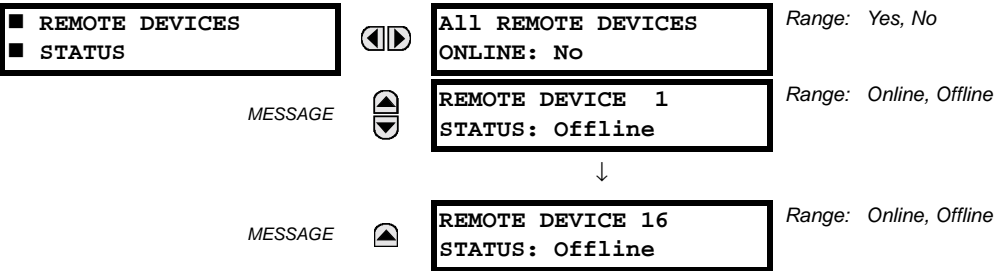 ■ REMOTE DEVICES
■ STATUS
All REMOTE DEVICES
ONLINE: No
Range: Yes, No
MESSAGE
REMOTE DEVICE 1
STATUS: Offline
Range: Online, Offline
↓
MESSAGE
REMOTE DEVICE 16
STATUS: Offline
Range: Online, Offline